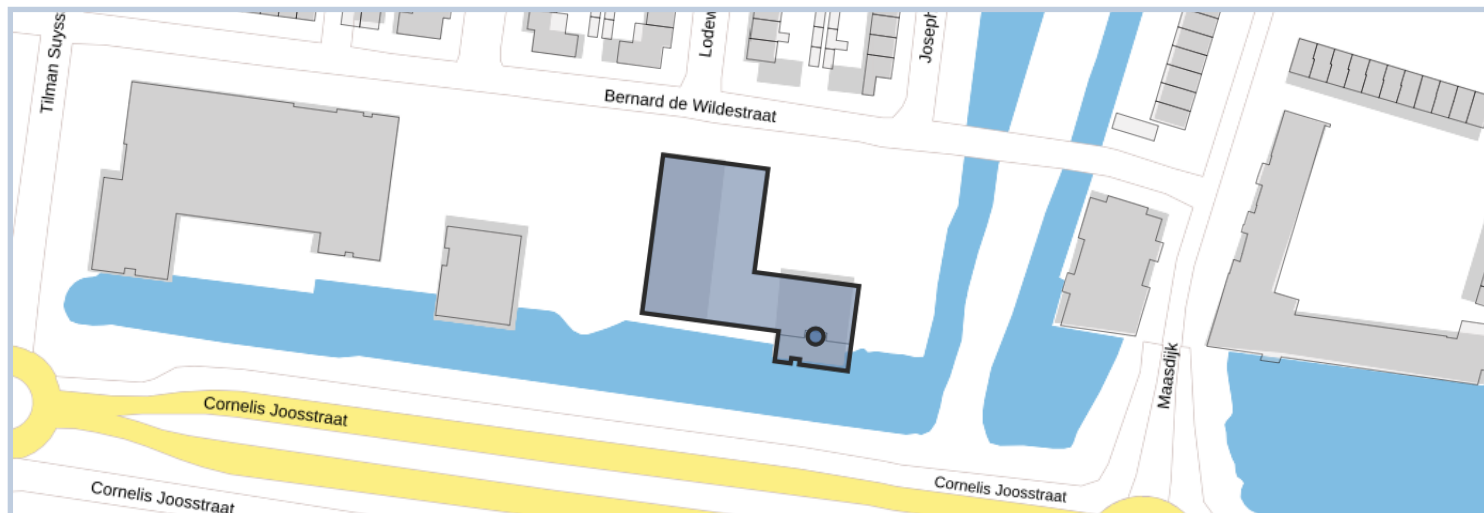 Tilman Suyss
Lodew
Joseph
Bernard de Wildestraat
Cornelis Joosstraat
Maasdijk
Cornelis Joosstraat
Cornelis Joosstraat